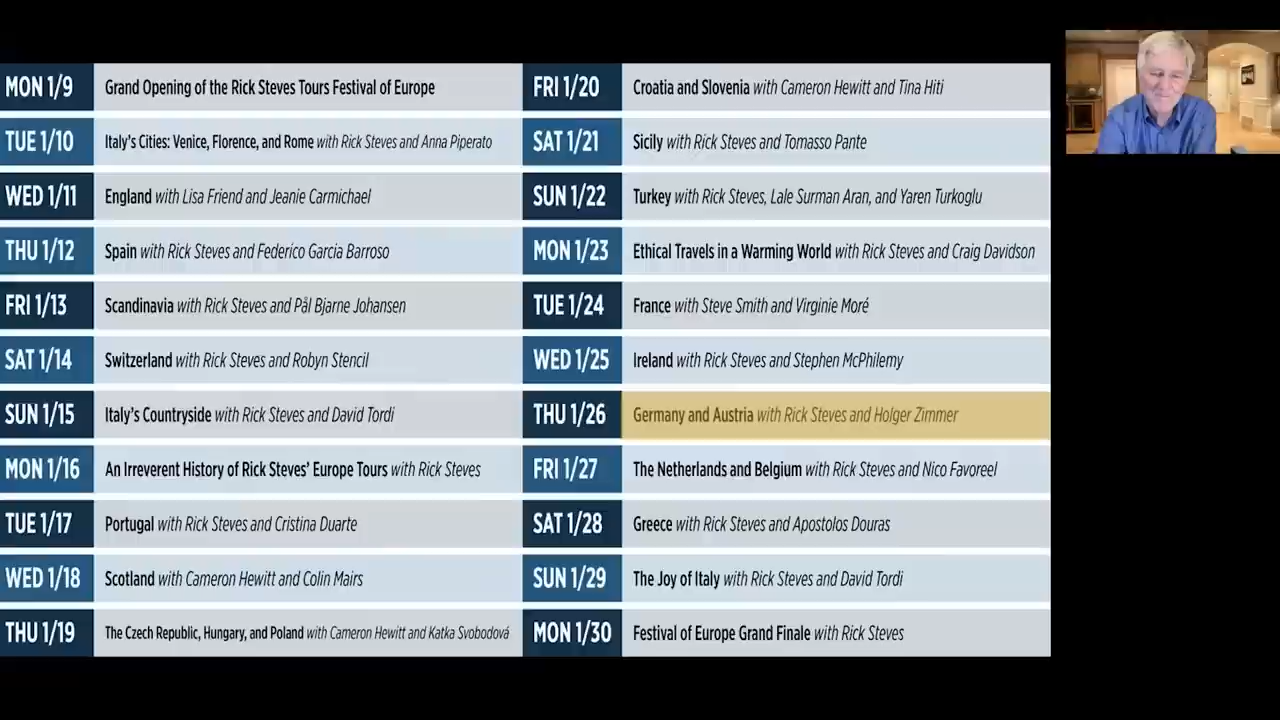 MON 1/9
Grand Opening of the Rick Steves Tours Festival of Europe
TUE 1/10
Italy's Cities: Venice, Florence, and Rome with Rick Steves and Anna Piperato
WED 1/11
England with Lisa Friend and Jeanie Carmichael
THU 1/12
Spain with Rick Steves and Federico García Barroso
FRI 1/13
Scandinavia with Rick Steves and Pål Bjarne Johansen
SAT 1/14
Switzerland with Rick Steves and Robyn Stencil
SUN 1/15
Italy's Countryside with Rick Steves and David Tordi
MON 1/16
An Irreverent History of Rick Steves' Europe Tours with Rick Steves
TUE 1/17
Portugal with Rick Steves and Cristina Duarte
WED 1/18
Scotland with Cameron Hewitt and Colin Mairs
THU 1/19
The Czech Republic, Hungary, and Poland with Cameron Hewitt and Katka Svobodová
FRI 1/20
Croatia and Slovenia with Cameron Hewitt and Tina Hiti
SAT 1/21
Sicily with Rick Steves and Tomasso Pante
SUN 1/22
Turkey with Rick Steves, Lale Surman Aran, and Yaren Turkoglu
MON 1/23
Ethical Travels in a Warming World with Rick Steves and Craig Davidson
TUE 1/24
France with Steve Smith and Virginie Moré
WED 1/25
Ireland with Rick Steves and Stephen McPhilemy
THU 1/26
Germany and Austria with Rick Steves and Holger Zimmer
FRI 1/27
The Netherlands and Belgium with Rick Steves and Nico Favoreel
SAT 1/28
Greece with Rick Steves and Apostolos Douras
SUN 1/29
The Joy of Italy with Rick Steves and David Tordi
MON 1/30
Festival of Europe Grand Finale with Rick Steves